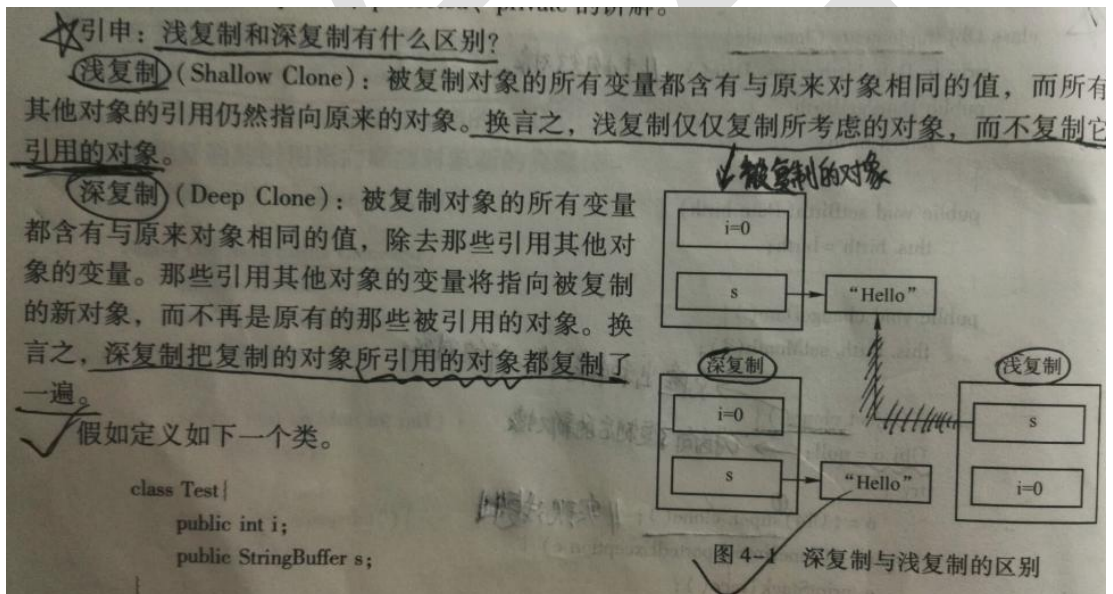 private 的讲解。
引申：浅复制和深复制有什么区别？
浅复制(Shallow Clone)：被复制对象的所有变量都含有与原来对象相同的值，而所有
其他对象的引用仍然指向原来的对象。换言之，浅复制仅仅复制所考虑的对象，而不复制它
引用的对象。
深复制(Deep Clone)：被复制对象的所有变量
都含有与原来对象相同的值，除去那些引用其他对
象的变量。那些引用其他对象的变量将指向被复制
的新对象，而不再是原有的那些被引用的对象。换
言之，深复制把复制的对象所引用的对象都复制了
一遍。
假如定义如下一个类。
class Test{
public int i;
public StringBuffer s;
}
被复制的对象
i=0
s
“Hello”
深复制
i=0
s
“Hello”
浅复制
s
i=0
图 4-1 深复制与浅复制的区别